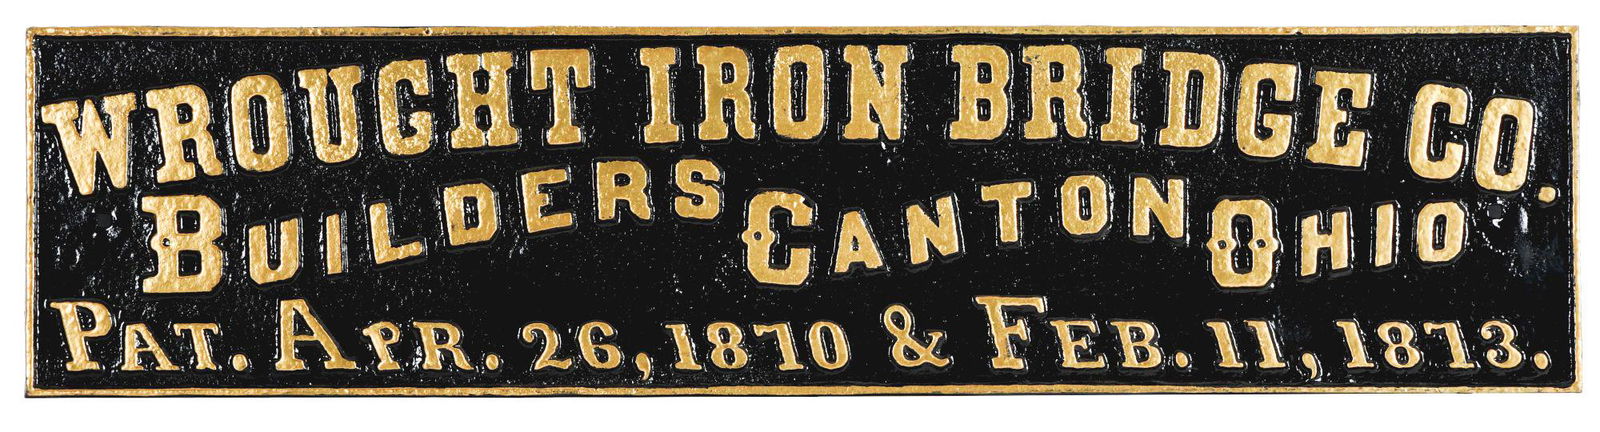 WROUGHT IRON BRIDGE CO.
BUILDERS CANTON OHIO
PAT. APR. 26, 1870 & FEB. 11, 1873.